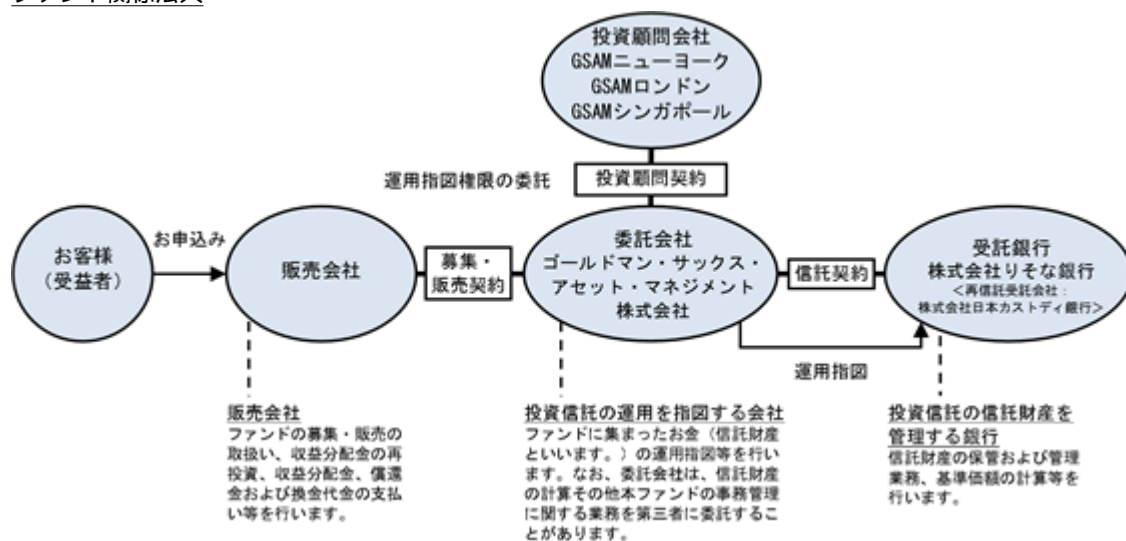 投資顧問会社
GSAMニューヨーク
GSAMロンドン
GSAMシンガポール
運用指図権限の委託
投資顧問契約
お客様
(受益者)
お申込み
販売会社
募集・
販売契約
委託会社
ゴールドマン・サックス・
アセット・マネジメント
株式会社
信託契約
受託銀行
株式会社りそな銀行
<再信託受託会社:
株式会社日本カストディ銀行>
運用指図
販売会社
ファンドの募集・販売の
取扱い、収益分配金の再
投資、収益分配金、償還
金および換金代金の支払
い等を行います。
投資信託の運用を指図する会社
ファンドに集まったお金(信託財産
といいます。)の運用指図等を行い
ます。なお、委託会社は、信託財産
の計算その他本ファンドの事務管理
に関する業務を第三者に委託するこ
とがあります。
投資信託の信託財産を
管理する銀行
信託財産の保管および管理
業務、基準価額の計算等を
行います。